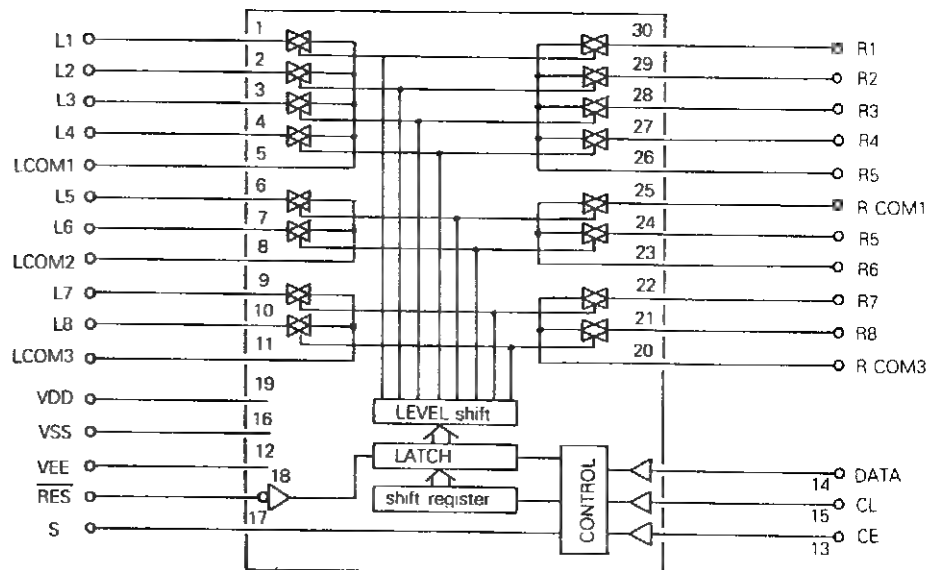 L1 1 30 R1
L2 2 29 R2
L3 3 28 R3
L4 4 27 R4
LCOM1 5 26 R5
L5 6 25 R COM1
L6 7 24 R5
LCOM2 8 23 R6
L7 9 22 R7
L8 10 21 R8
LCOM3 11 20 R COM3
VDD 19
LEVEL shift
VSS 16
VEE 12 LATCH
RES 18 shift register CONTROL 14 DATA
17 15 CL
S 13 CE